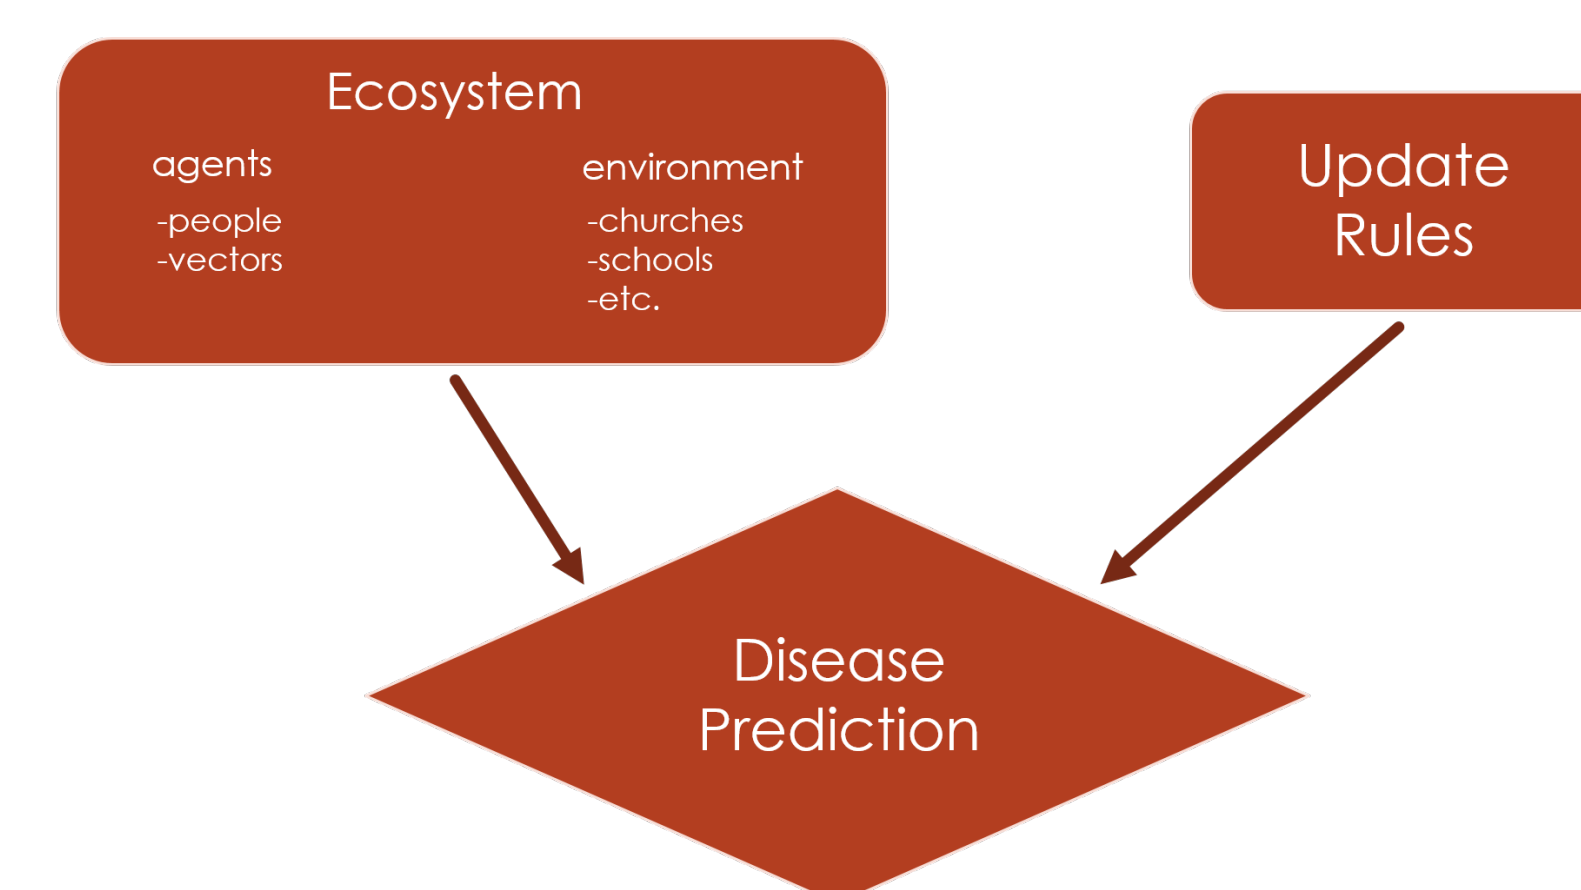 Ecosystem
agents
-people
-vectors
environment
-churches
-schools
-etc.
Update
Rules
Disease
Prediction